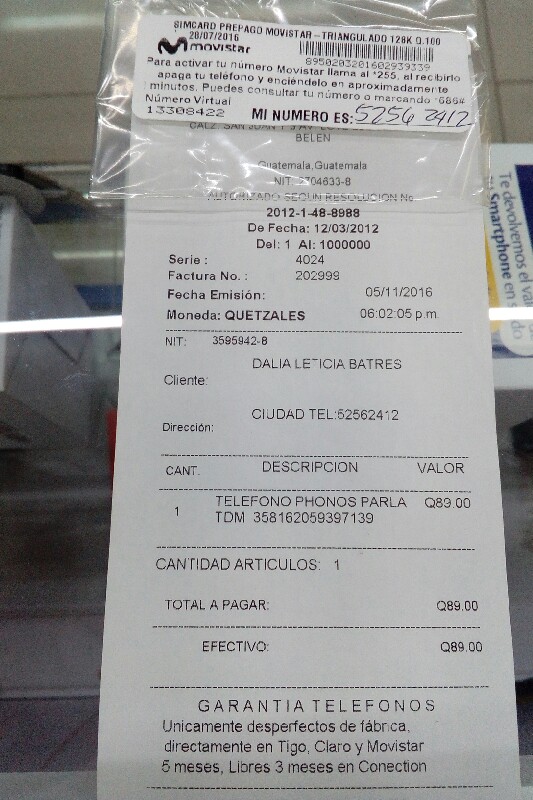 SIMCARD PREPAGO MOVISTAR -TRIANGULADO 128K Q.100
28/07/2016
movistar
8950203201602939339
Para activar tu número Movistar llama al *255, al recibirlo
apaga tu teléfono y enciéndelo en aproximadamente
minutos. Puedes consultar tu número o marcando *686#
Número Virtual
13308422
MI NUMERO ES: 5256 2412
CALZ SAN JUAN
BELEN
Guatemala,Guatemala
NIT: 2704633-8
AUTORIZADO SEGUN RESOLUCION No.
2012-1-48-8988
De Fecha: 12/03/2012
Del: 1 Al: 1000000
Serie : 4024
Factura No. : 202999
Fecha Emisión: 05/11/2016
Moneda: QUETZALES 06:02:05 p.m.
NIT: 3595942-8
DALIA LETICIA BATRES
Cliente:
CIUDAD TEL:52562412
Dirección:
CANT. DESCRIPCION VALOR
1 TELEFONO PHONOS PARLA Q89.00
TDM 358162059397139
CANTIDAD ARTICULOS: 1
TOTAL A PAGAR: Q89.00
EFECTIVO: Q89.00
GARANTIA TELEFONOS
Unicamente desperfectos de fábrica,
directamente en Tigo, Claro y Movistar
5 meses, Libres 3 meses en Conection
Te devolvemos el
Smartphone en